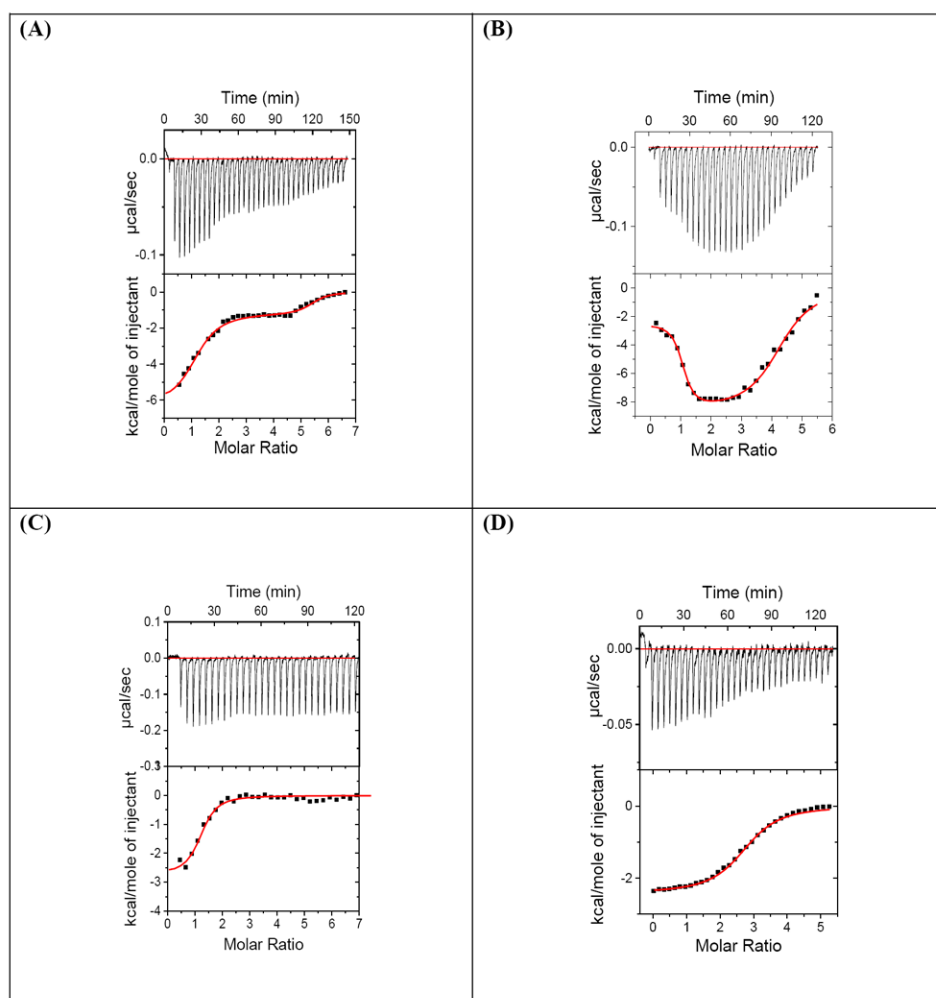 (A)
Time (min)
0 30 60 90 120 150
0.0
-0.1
µcal/sec
0
-2
-4
-6
kcal/mole of injectant
0 1 2 3 4 5 6 7
Molar Ratio
(B)
Time (min)
0 30 60 90 120
0.0
-0.1
µcal/sec
0
-2
-4
-6
-8
kcal/mole of injectant
0 1 2 3 4 5 6
Molar Ratio
(C)
Time (min)
0 30 60 90 120
0.1
0.0
-0.1
-0.2
µcal/sec
0
-1
-2
-3
-4
kcal/mole of injectant
0 1 2 3 4 5 6 7
Molar Ratio
(D)
Time (min)
0 30 60 90 120
0.00
-0.05
µcal/sec
0
-2
kcal/mole of injectant
0 1 2 3 4 5
Molar Ratio